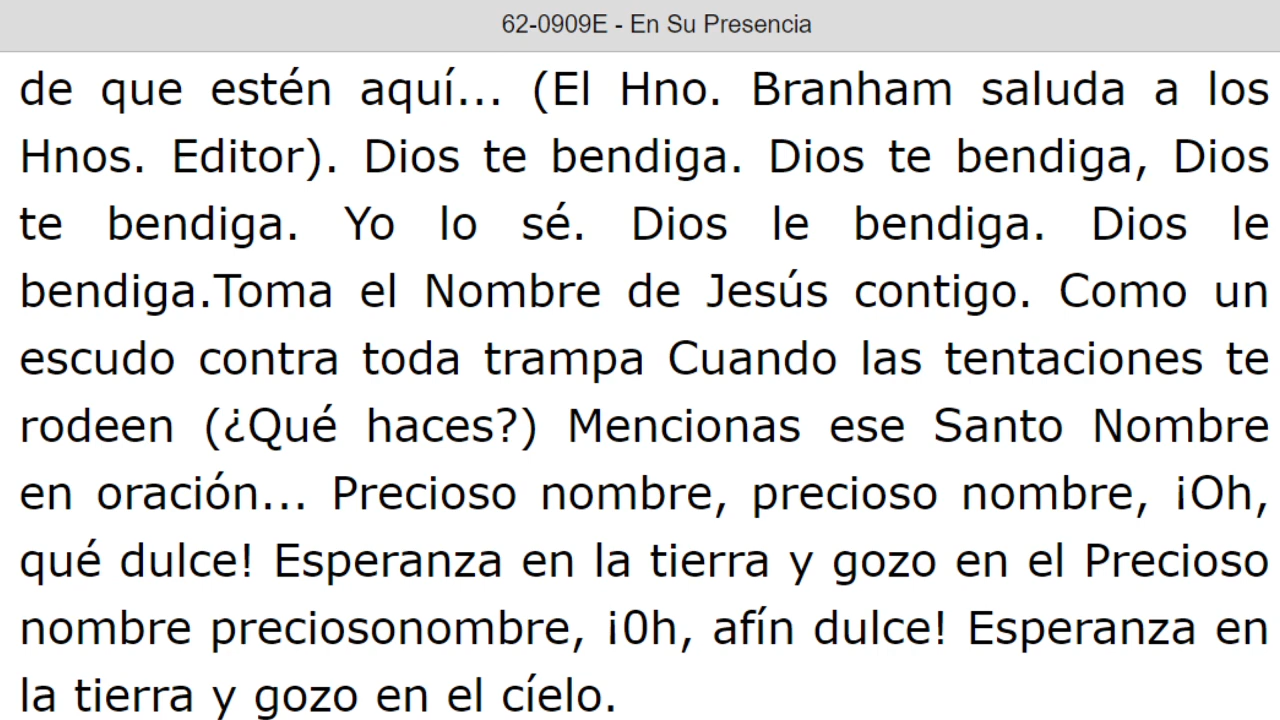 62-0909E - En Su Presencia
de que estén aquí... (El Hno. Branham saluda a los
Hnos. Editor). Dios te bendiga. Dios te bendiga, Dios
te bendiga. Yo lo sé. Dios le bendiga. Dios le
bendiga.Toma el Nombre de Jesús contigo. Como un
escudo contra toda trampa Cuando las tentaciones te
rodeen (¿Qué haces?) Mencionas ese Santo Nombre
en oración... Precioso nombre, precioso nombre, ¡Oh,
qué dulce! Esperanza en la tierra y gozo en el Precioso
nombre preciosonombre, ¡0h, afín dulce! Esperanza en
la tierra y gozo en el cíelo.